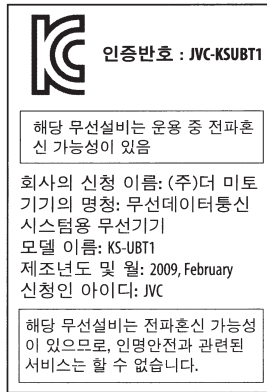 인증번호 : JVC-KSUBT1
해당 무선설비는 운용 중 전파혼
신 가능성이 있음
회사의 신청 이름: (주)더 미토
기기의 명청: 무선데이터퉁신
시스템용 무선기기
모델 이름: KS-UBT1
제조년도 및 월: 2009, February
신청인 아이디: JVC
해당 무선설비는 전파혼신 가능성
이 있으므로, 인명안전과 관련된
서비스는 할 수 없습니다.